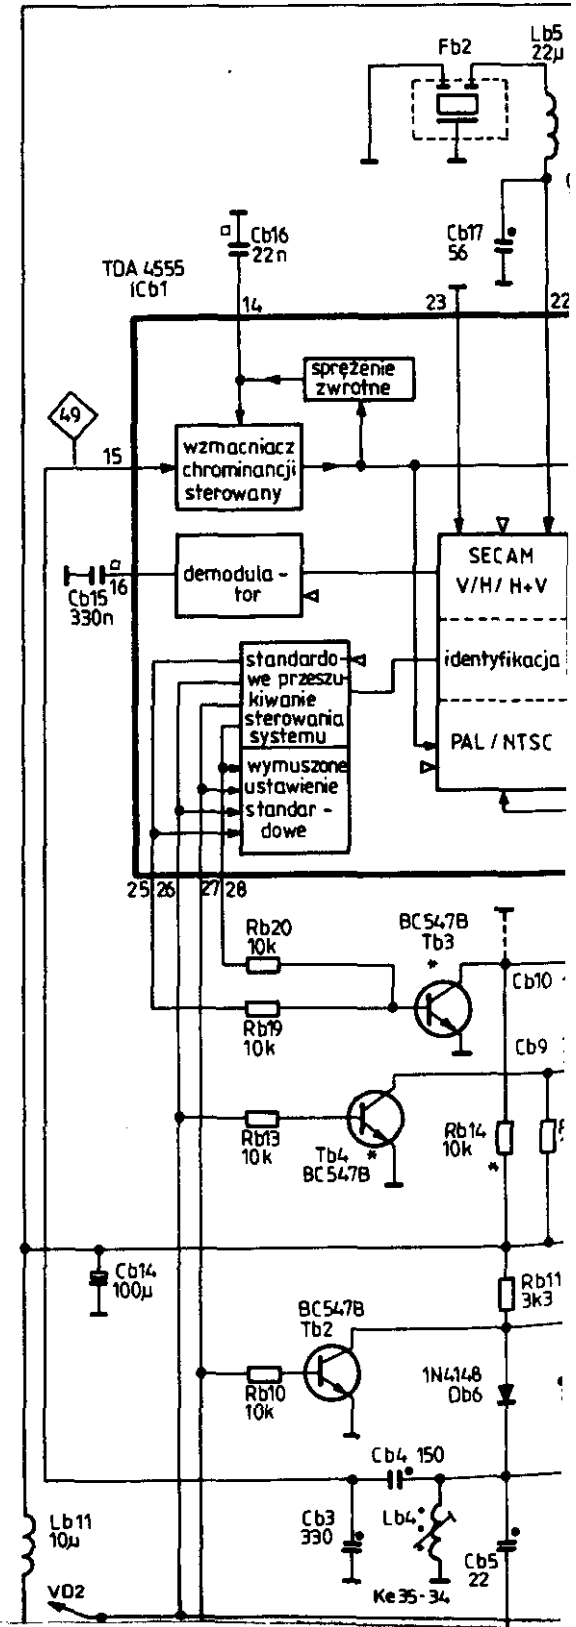 Lb5
22µ
Fb2
Cb16
22n
Cb17
56
TDA 4555
iCb1
14
23
22
sprężenie
zwrotne
49
15
wzmacniacz
chrominancji
sterowany
16
Cb15
330n
demodula-
tor
SECAM
V/H/ H+V
identyfikacja
PAL / NTSC
standardo-
we przeszu-
kiwanie
sterowania
systemu
wymuszone
ustawienie
standar-
dowe
25 26 27 28
Rb20
10k
BC547B
Tb3
*
Cb10
Rb19
10k
Cb9
Rb13
10k
Tb4 *
BC547B
Rb14
10k
*
Cb14
100µ
Rb11
3k3
BC547B
Tb2
1N4148
Db6
Rb10
10k
Cb4 150
Cb3
330
Lb4
Cb5
22
Ke 35-34
Lb11
10µ
VD2